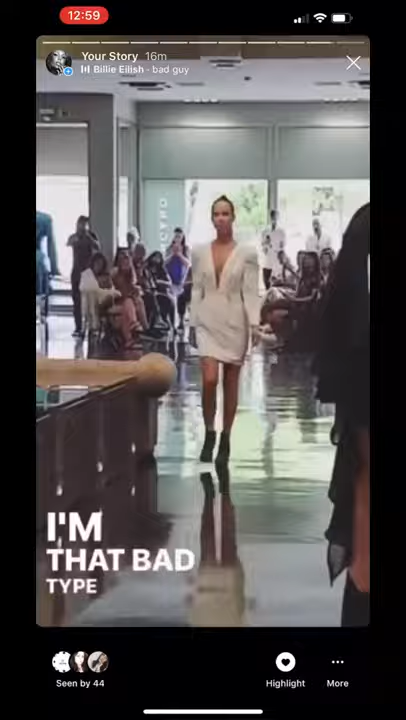 12:59
Your Story 16m
Billie Eilish · bad guy
I'M
THAT BAD
TYPE
Seen by 44
Highlight
More